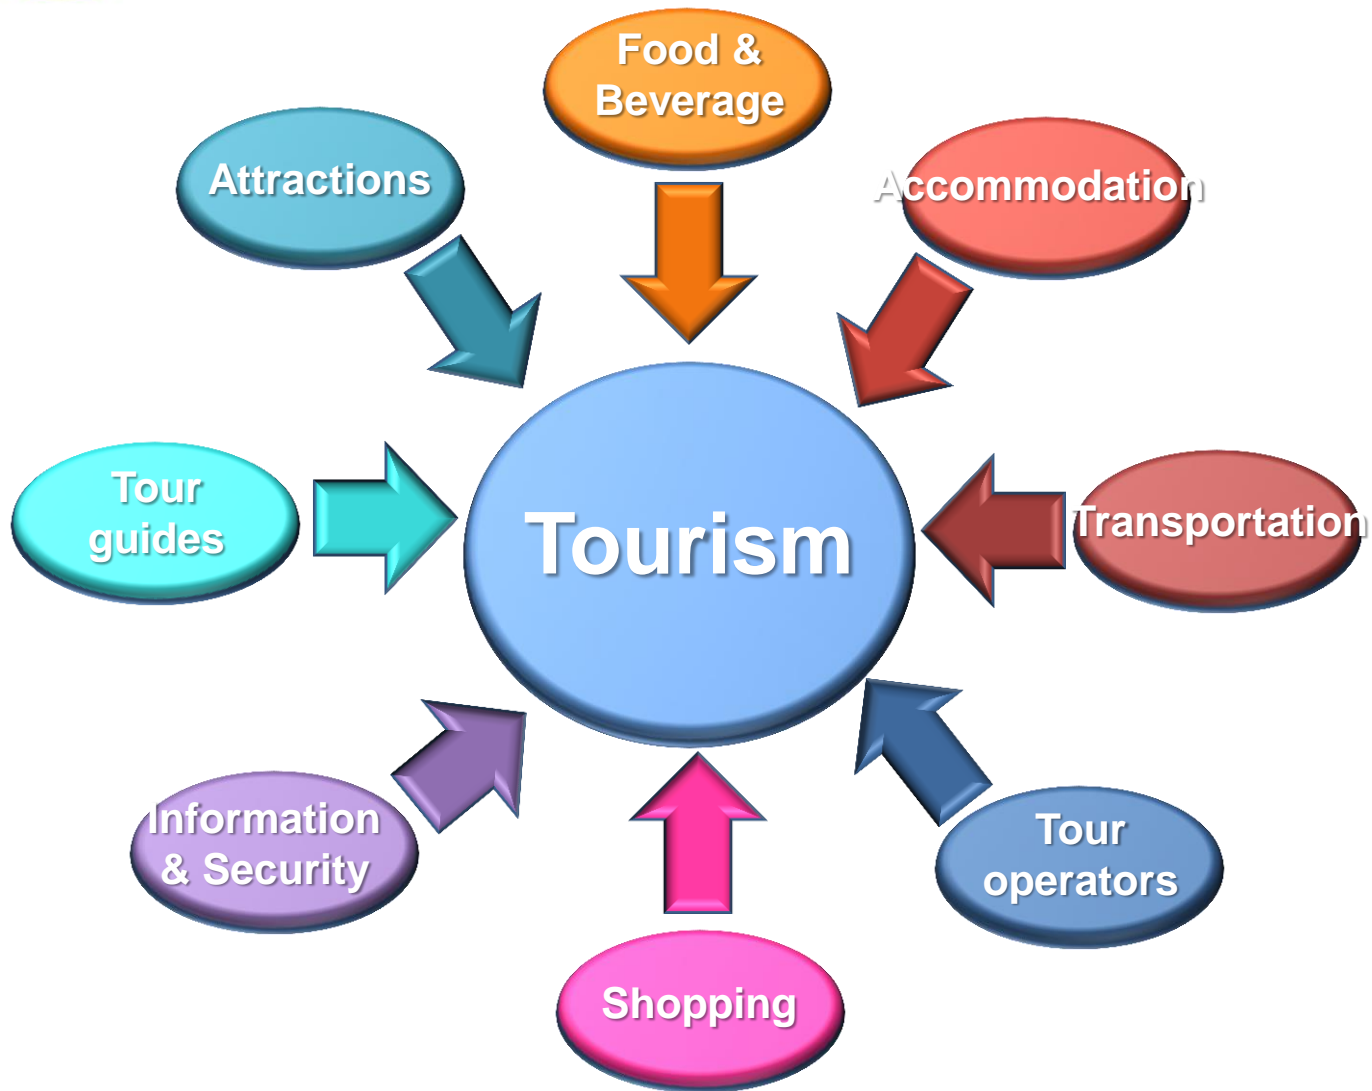 Food &
Beverage
Attractions
Accommodation
Tour
guides
Tourism
Transportation
Information
& Security
Tour
operators
Shopping